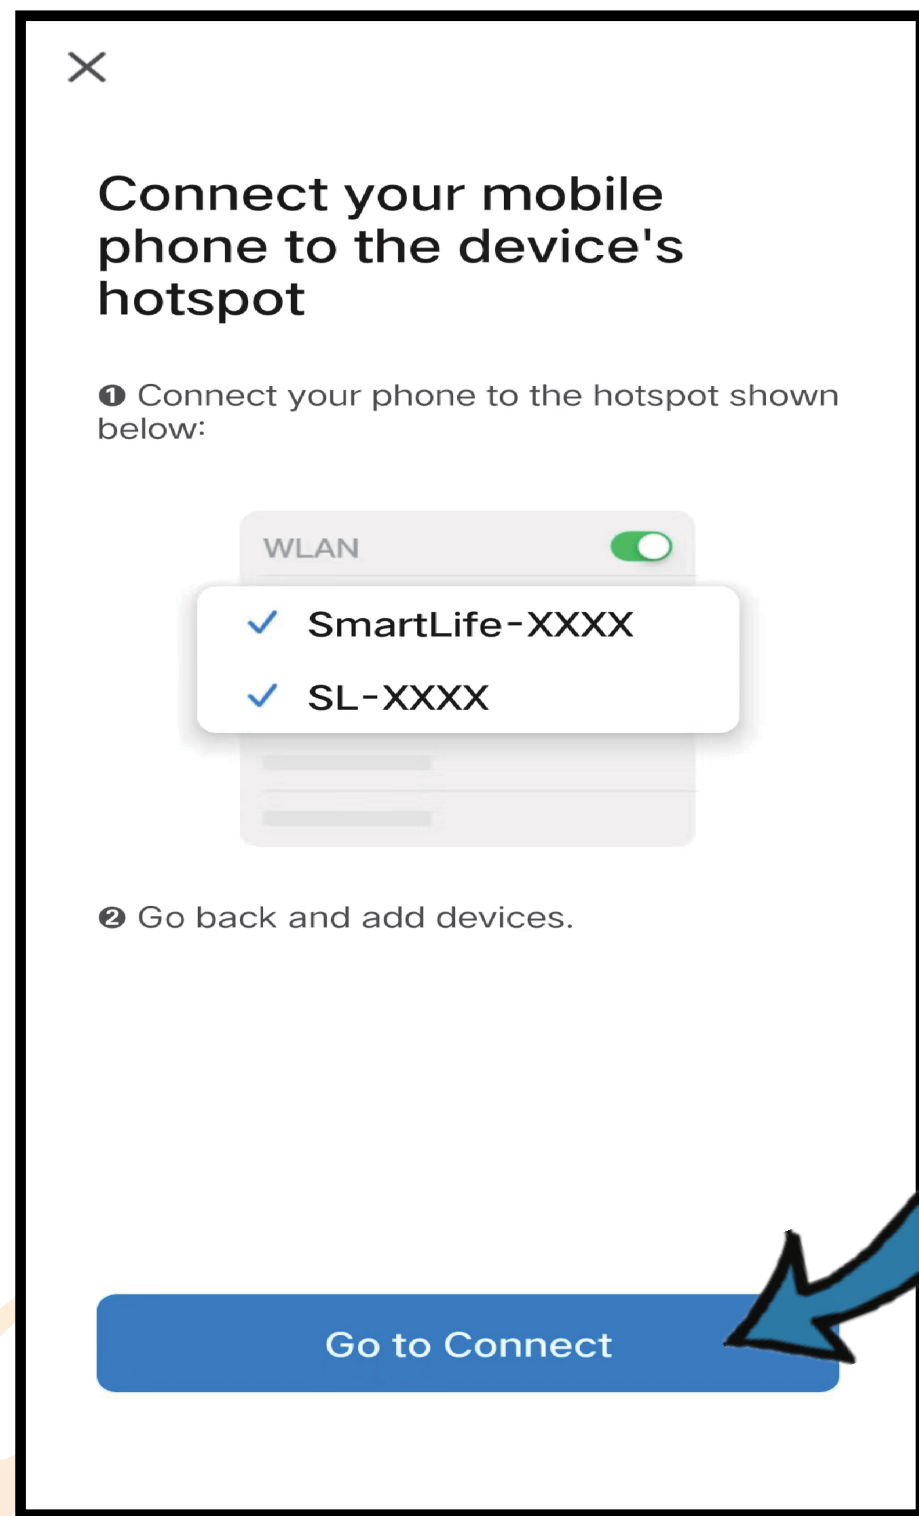 Connect your mobile
phone to the device's
hotspot
❶ Connect your phone to the hotspot shown
below:
WLAN
SmartLife-XXXX
SL-XXXX
❷ Go back and add devices.
Go to Connect